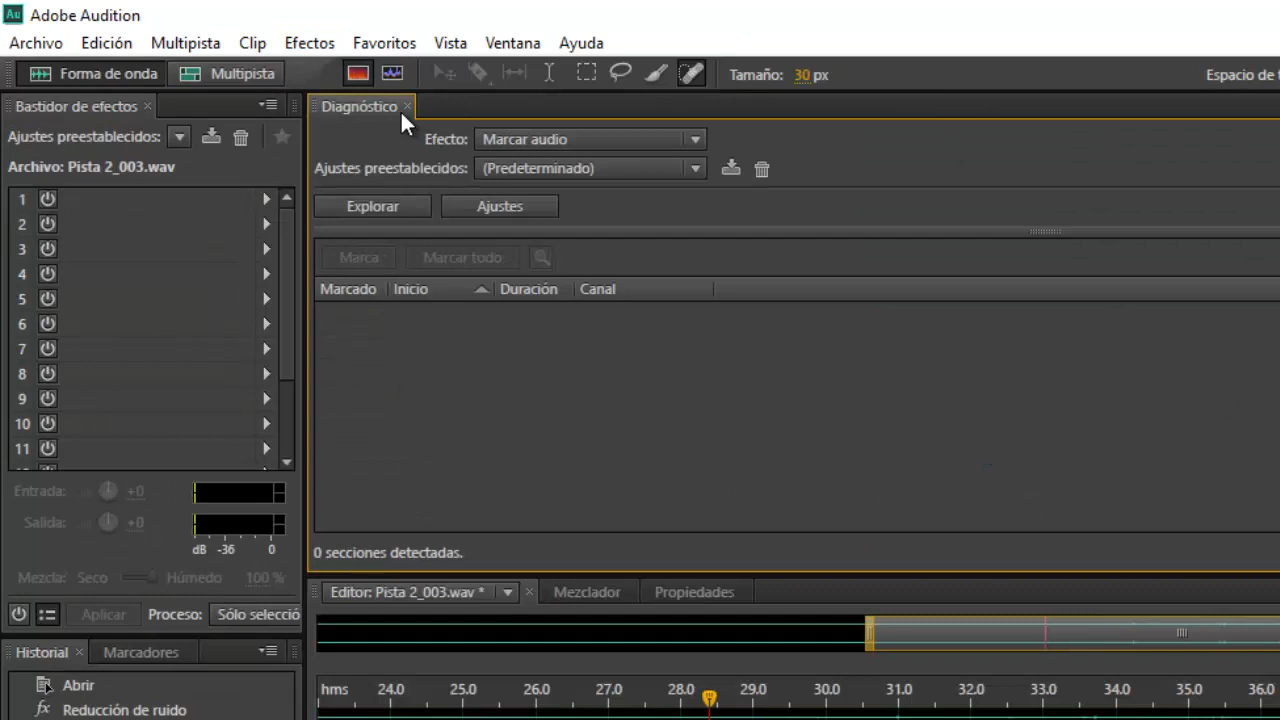 Au Adobe Audition
Archivo Edición Multipista Clip Efectos Favoritos Vista Ventana Ayuda
Forma de onda Multipista Tamaño: 30 px Espacio de
Bastidor de efectos × Diagnóstico ×
Ajustes preestablecidos: Efecto: Marcar audio
Archivo: Pista 2_003.wav Ajustes preestablecidos: (Predeterminado)
1
Explorar Ajustes
2
3
Marca Marcar todo
4
Marcado Inicio Duración Canal
5
6
7
8
9
10
11
Entrada: +0
Salida: +0
dB -36 0
0 secciones detectadas.
Mezcla: Seco Húmedo 100 %
Editor: Pista 2_003.wav * × Mezclador Propiedades
Aplicar Proceso: Sólo selecció
Historial × Marcadores
Abrir
hms 24.0 25.0 26.0 27.0 28.0 29.0 30.0 31.0 32.0 33.0 34.0 35.0 36.0
fx Reducción de ruido